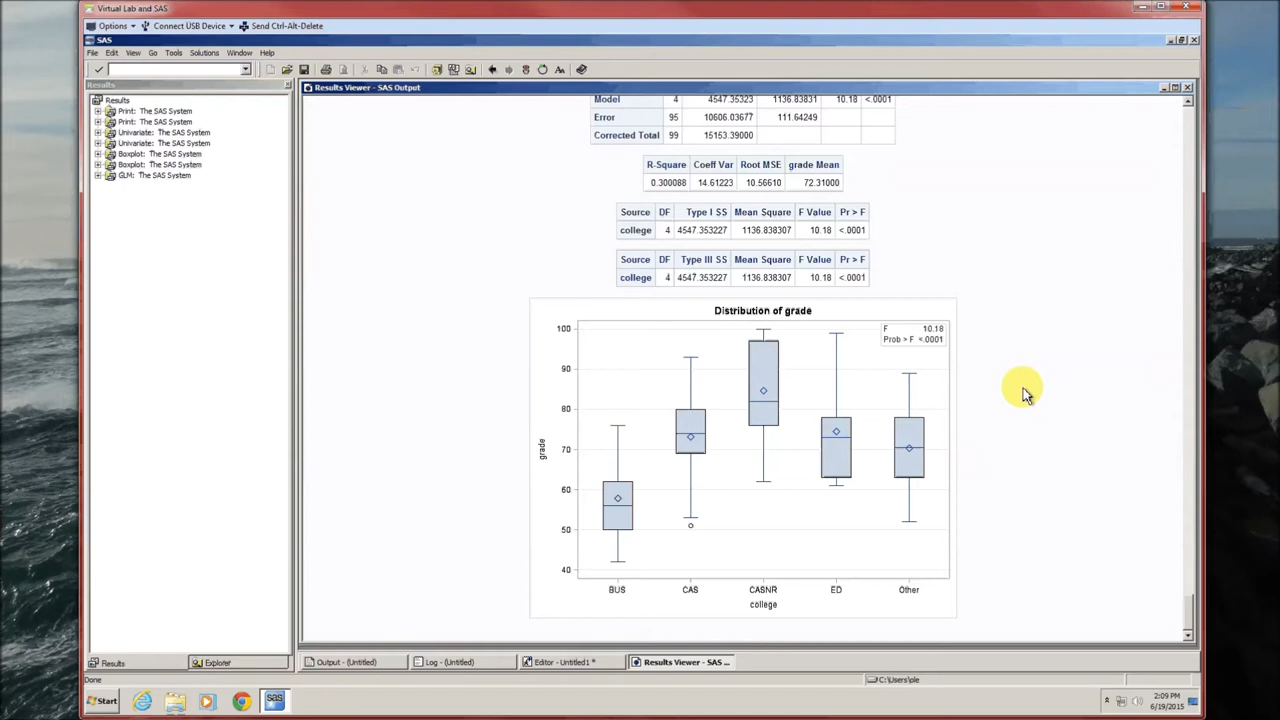 Virtual Lab and SAS
Options Connect USB Device Send Ctrl-Alt-Delete
SAS
File Edit View Go Tools Solutions Window Help
Results
Results Viewer - SAS Output
Results
Print: The SAS System
Print: The SAS System
Univariate: The SAS System
Univariate: The SAS System
Boxplot: The SAS System
Boxplot: The SAS System
GLM: The SAS System
Model 4 4547.35323 1136.83831 10.18 <.0001
Error 95 10606.03677 111.64249
Corrected Total 99 15153.39000
R-Square Coeff Var Root MSE grade Mean
0.300088 14.61223 10.56610 72.31000
Source DF Type I SS Mean Square F Value Pr > F
college 4 4547.353227 1136.838307 10.18 <.0001
Source DF Type III SS Mean Square F Value Pr > F
college 4 4547.353227 1136.838307 10.18 <.0001
Distribution of grade
F 10.18
Prob > F <.0001
100
90
80
70
60
50
40
grade
BUS CAS CASNR ED Other
college
Results Explorer
Output - (Untitled) Log - (Untitled) Editor - Untitled1 * Results Viewer - SAS ...
Done C:\Users\ple
Start sas
2:09 PM
6/19/2015